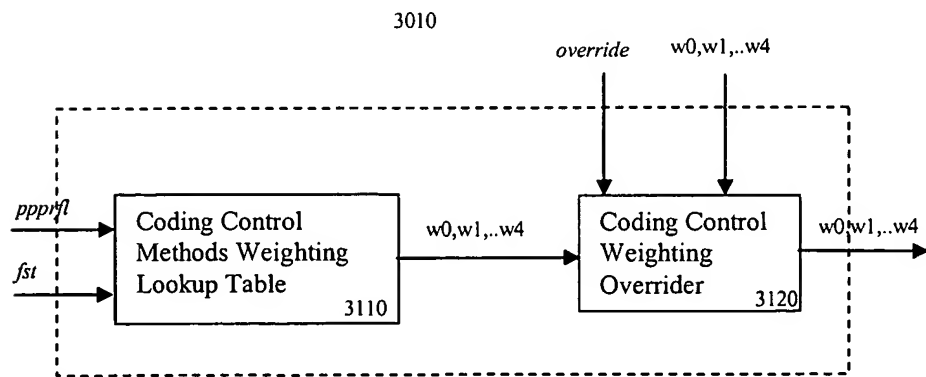 3010
override
w0,w1,..w4
ppprfl
fst
Coding Control
Methods Weighting
Lookup Table
3110
w0,w1,..w4
Coding Control
Weighting
Overrider
3120
w0,w1,..w4